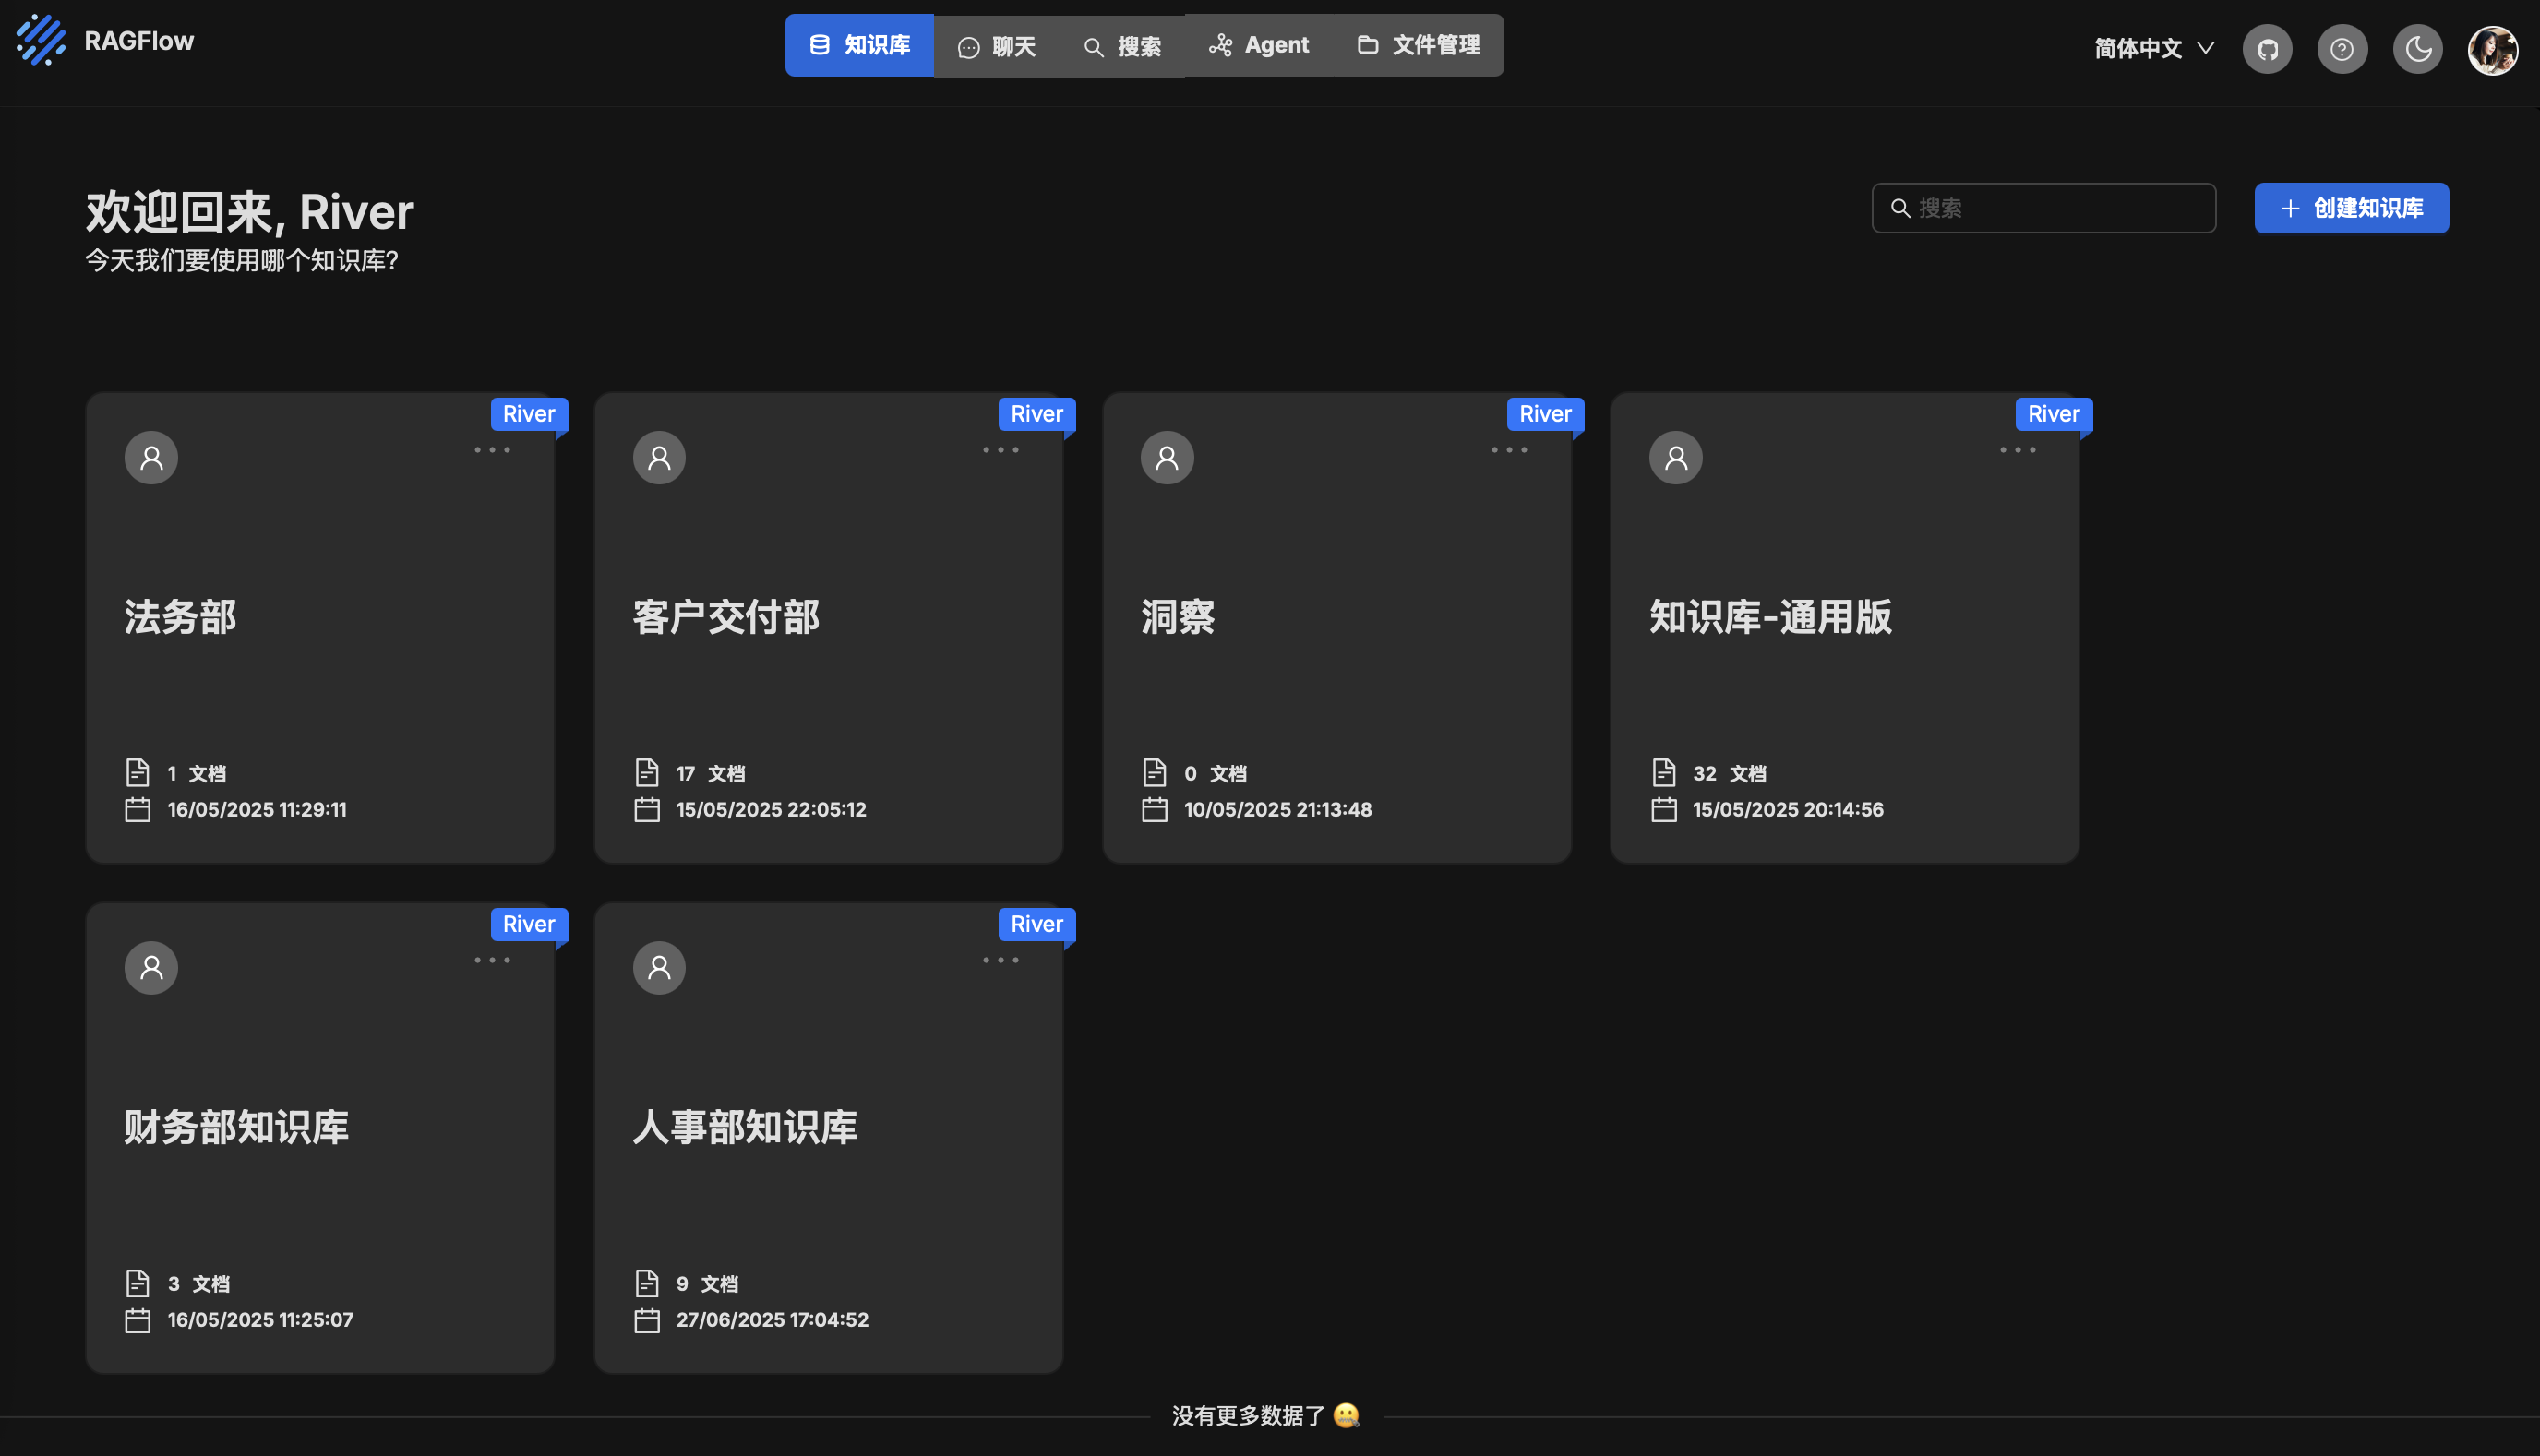 RAGFlow
知识库
聊天
搜索
Agent
文件管理
简体中文
欢迎回来, River
今天我们要使用哪个知识库?
搜索
创建知识库
River
法务部
1 文档
16/05/2025 11:29:11
River
客户交付部
17 文档
15/05/2025 22:05:12
River
洞察
0 文档
10/05/2025 21:13:48
River
知识库-通用版
32 文档
15/05/2025 20:14:56
River
财务部知识库
3 文档
16/05/2025 11:25:07
River
人事部知识库
9 文档
27/06/2025 17:04:52
没有更多数据了 🤐